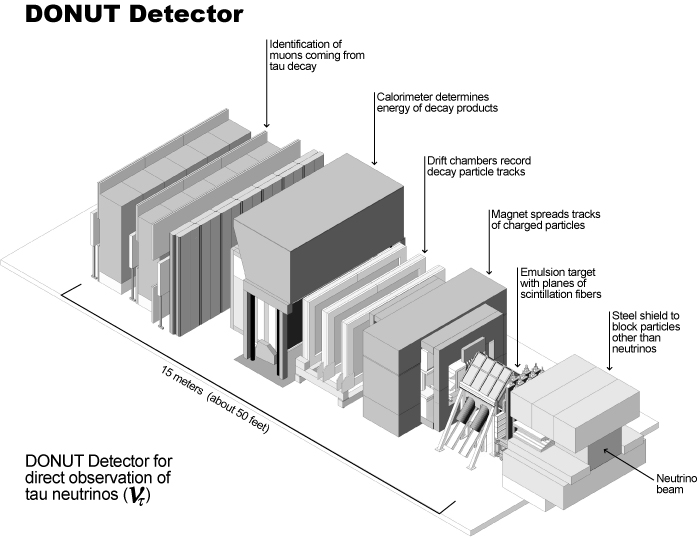 DONUT Detector
Identification of
muons coming from
tau decay
Calorimeter determines
energy of decay products
Drift chambers record
decay particle tracks
Magnet spreads tracks
of charged particles
Emulsion target
with planes of
scintillation fibers
Steel shield to
block particles
other than
neutrinos
15 meters (about 50 feet)
DONUT Detector for
direct observation of
tau neutrinos (ντ)
Neutrino
beam